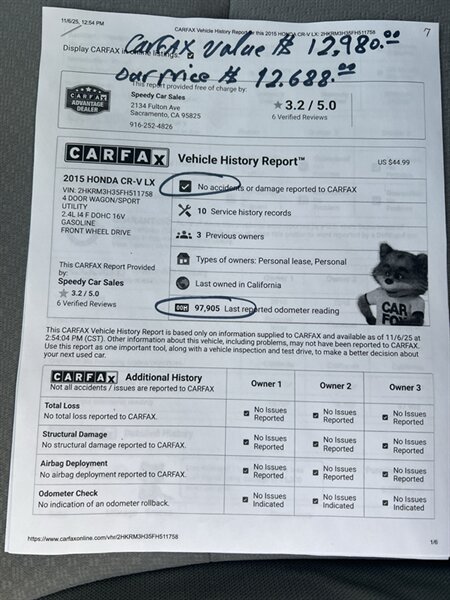 11/6/25, 12:54 PM
CARFAX Vehicle History Report for this 2015 HONDA CR-V LX: 2HKRM3H35FH511758
7
Display CARFAX in online listings:
CARFAX Value Is 12,980.00
Our Price Is 12,688.00
This report provided free of charge by:
Speedy Car Sales
2134 Fulton Ave
Sacramento, CA 95825
916-252-4826
3.2 / 5.0
6 Verified Reviews
CARFAX
ADVANTAGE
DEALER
CARFAX Vehicle History Report™
US $44.99
2015 HONDA CR-V LX
VIN: 2HKRM3H35FH511758
4 DOOR WAGON/SPORT
UTILITY
2.4L I4 F DOHC 16V
GASOLINE
FRONT WHEEL DRIVE
This CARFAX Report Provided
by:
Speedy Car Sales
3.2 / 5.0
6 Verified Reviews
No accidents or damage reported to CARFAX
10 Service history records
3 Previous owners
Types of owners: Personal lease, Personal
Last owned in California
97,905 Last reported odometer reading
CAR
FOX
This CARFAX Vehicle History Report is based only on information supplied to CARFAX and available as of 11/6/25 at
2:54:04 PM (CST). Other information about this vehicle, including problems, may not have been reported to CARFAX.
Use this report as one important tool, along with a vehicle inspection and test drive, to make a better decision about
your next used car.
CARFAX Additional History
Not all accidents / issues are reported to CARFAX
Owner 1
Owner 2
Owner 3
Total Loss
No total loss reported to CARFAX.
No Issues
Reported
No Issues
Reported
No Issues
Reported
Structural Damage
No structural damage reported to CARFAX.
No Issues
Reported
No Issues
Reported
No Issues
Reported
Airbag Deployment
No airbag deployment reported to CARFAX.
No Issues
Reported
No Issues
Reported
No Issues
Reported
Odometer Check
No indication of an odometer rollback.
No Issues
Indicated
No Issues
Indicated
No Issues
Indicated
https://www.carfaxonline.com/vhr/2HKRM3H35FH511758
1/6